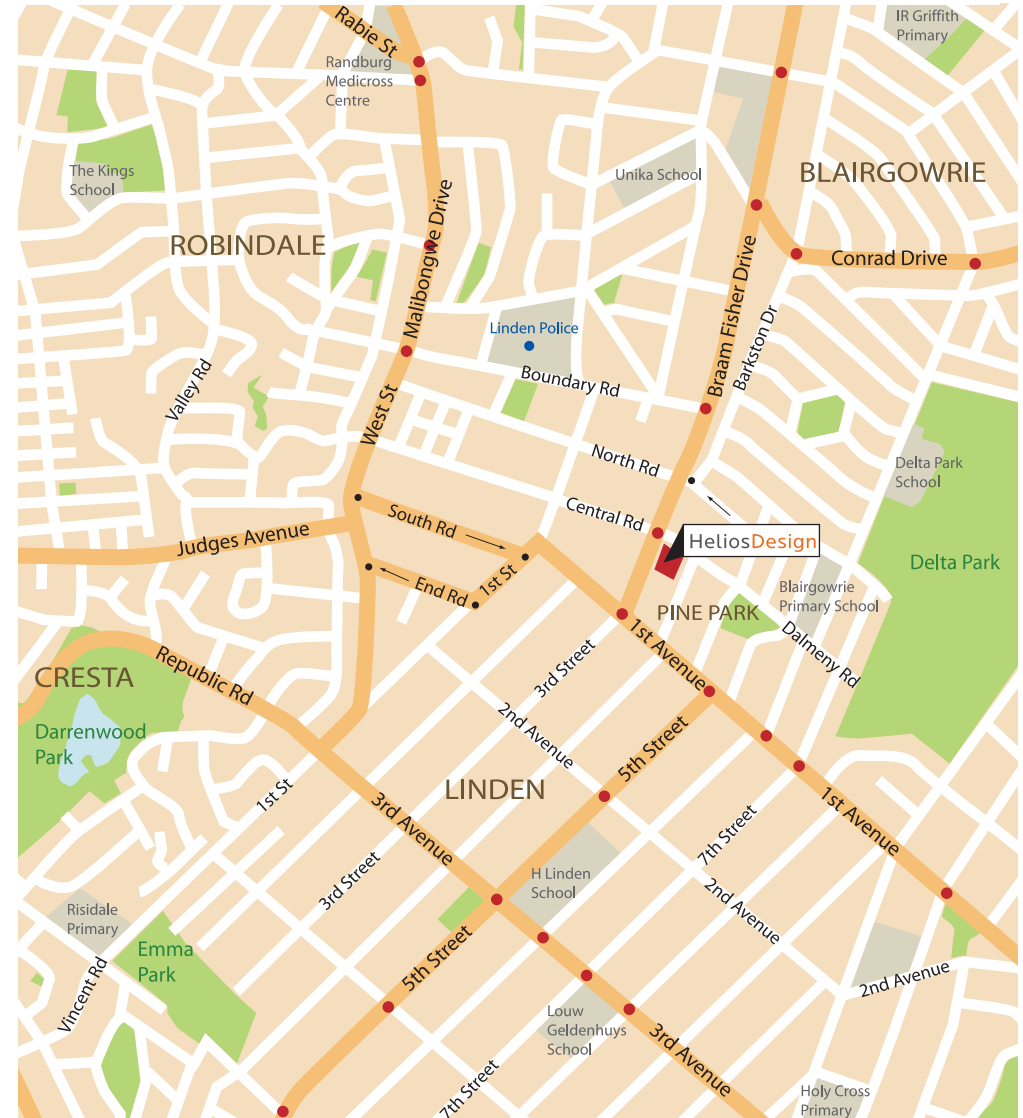 Rabie St
IR Griffith
Primary
Randburg
Medicross
Centre
The Kings
School
Unika School
BLAIRGOWRIE
Malibongwe Drive
ROBINDALE
Conrad Drive
Braam Fisher Drive
Barkston Dr
Linden Police
Boundary Rd
Valley Rd
West St
North Rd
Delta Park
School
Central Rd
South Rd
Judges Avenue
HeliosDesign
Delta Park
1st St
End Rd
Blairgowrie
Primary School
PINE PARK
1st Avenue
Dalmeny Rd
3rd Street
Republic Rd
CRESTA
2nd Avenue
Darrenwood
Park
5th Street
LINDEN
1st St
3rd Avenue
7th Street
1st Avenue
3rd Street
H Linden
School
2nd Avenue
Risidale
Primary
Emma
Park
5th Street
2nd Avenue
Vincent Rd
Louw
Geldenhuys
School
3rd Avenue
7th Street
Holy Cross
Primary